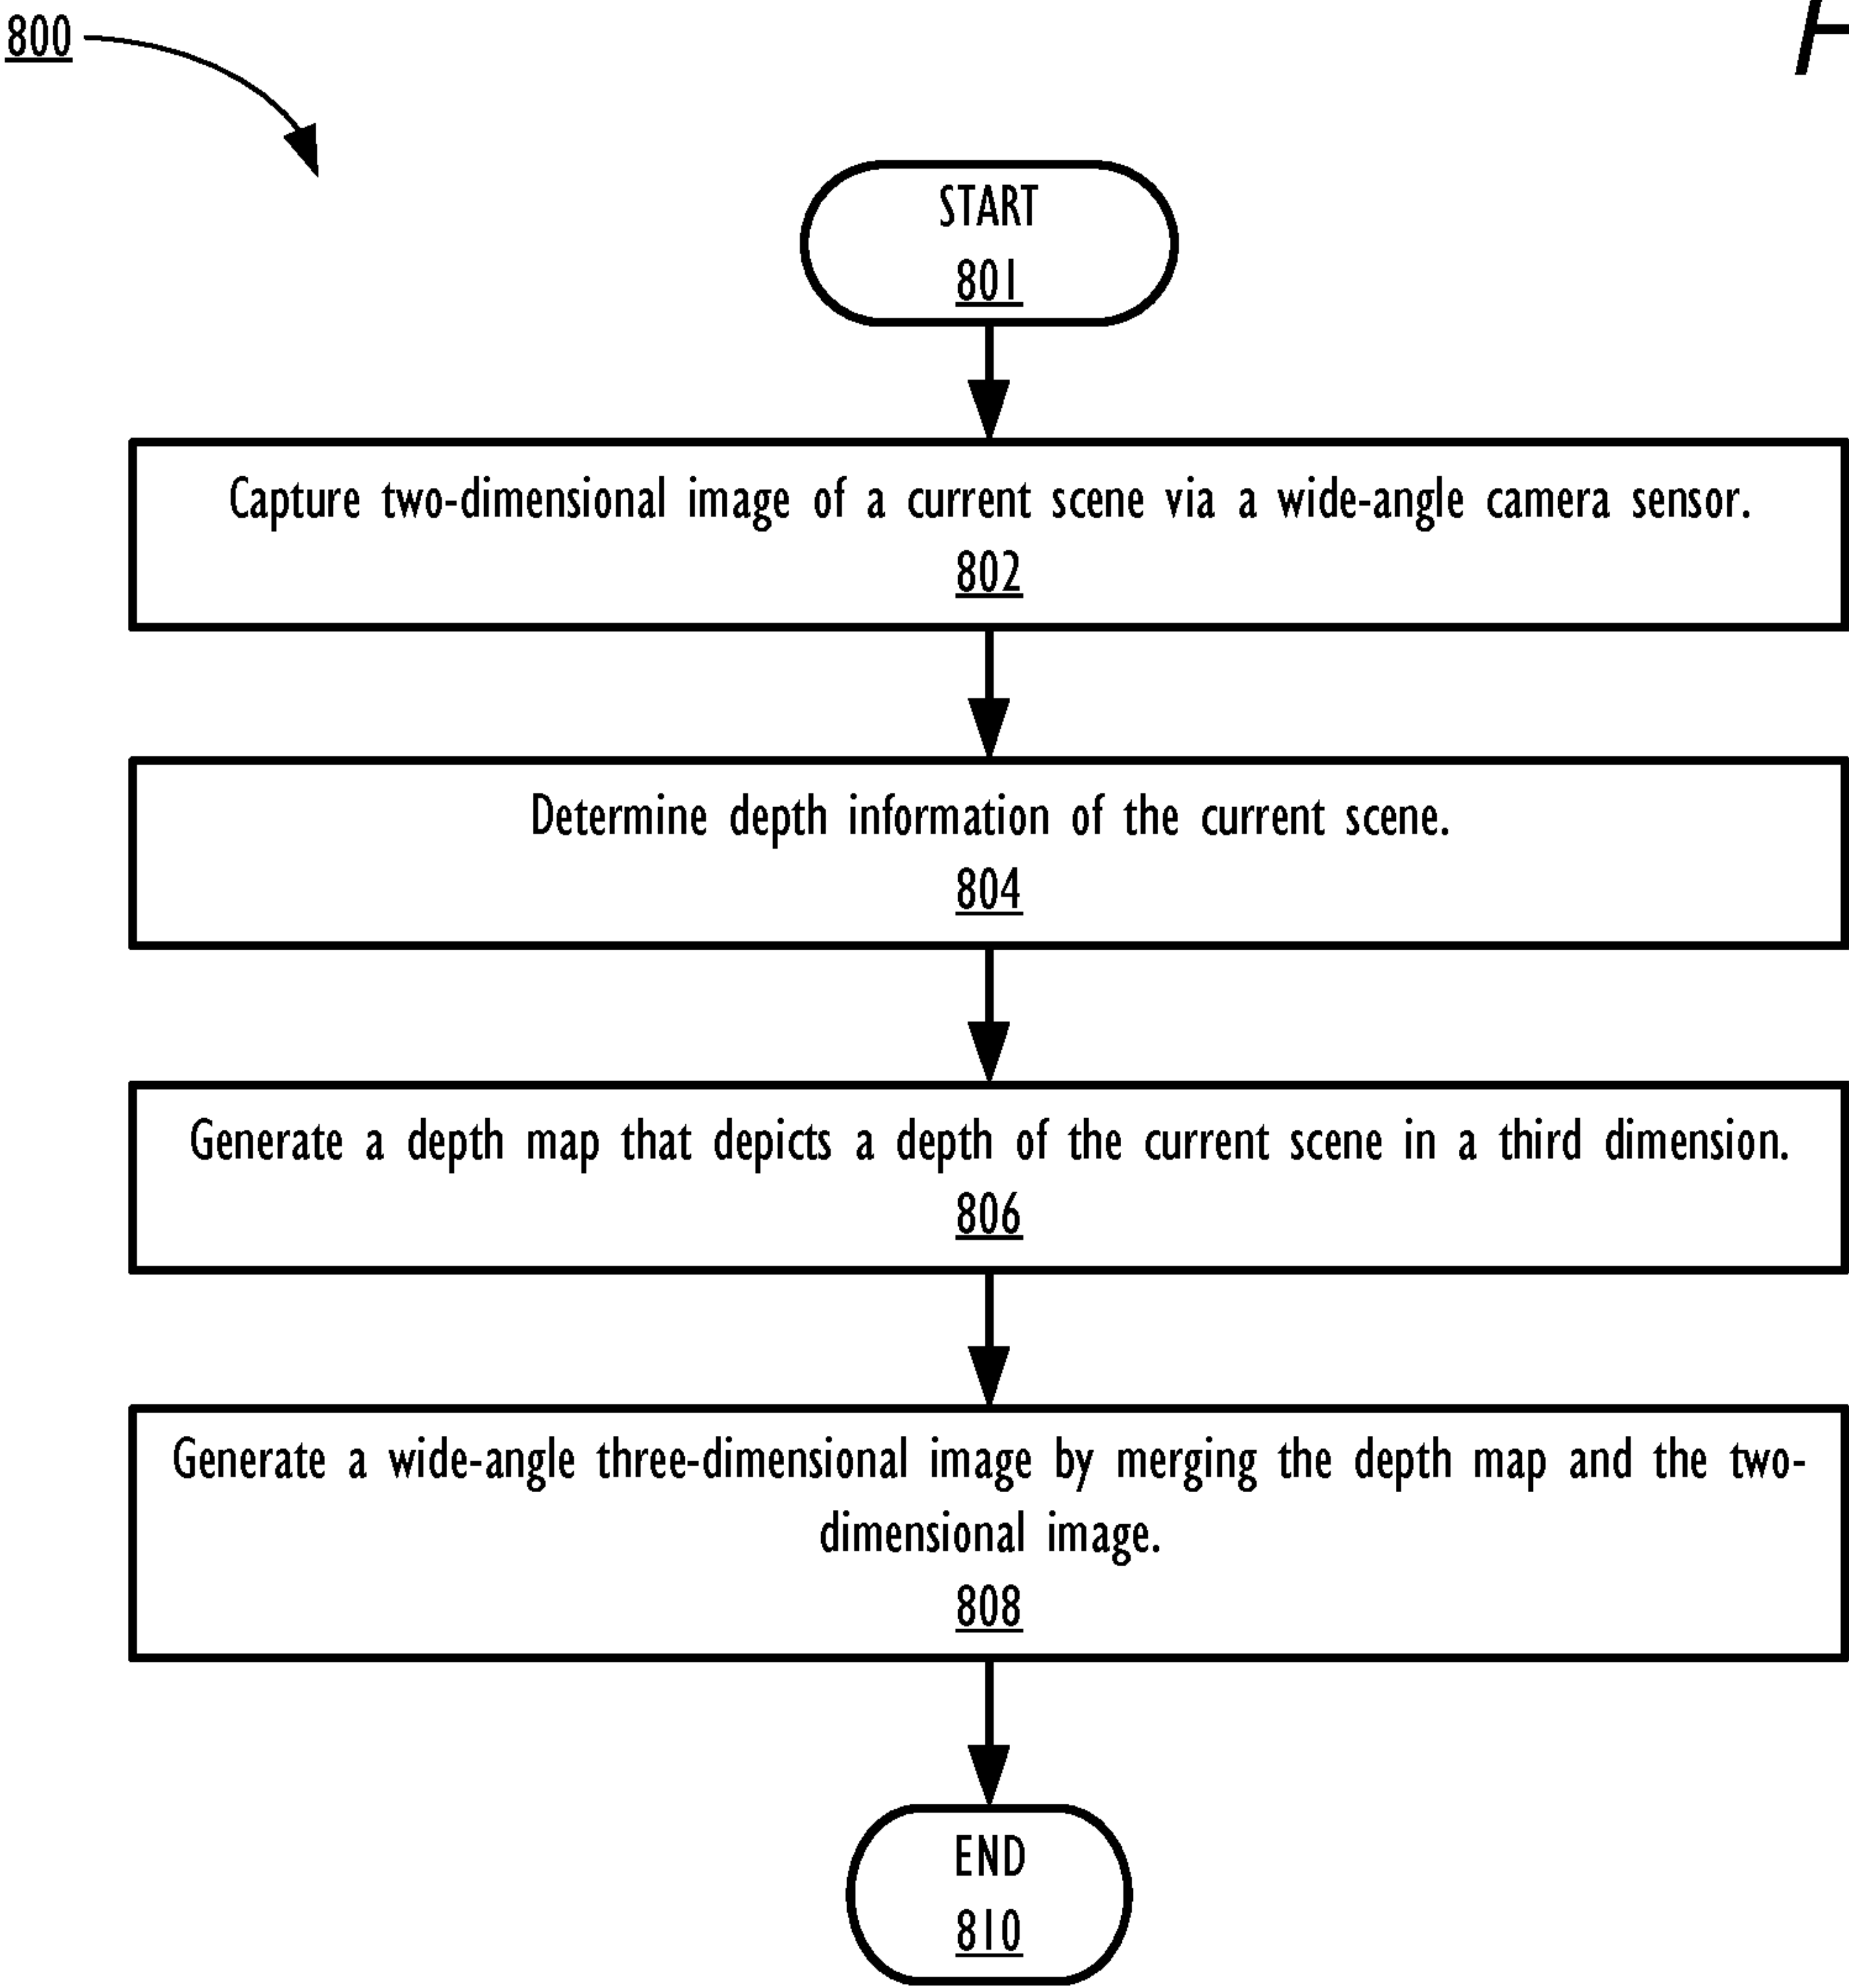 800
START
801
Capture two-dimensional image of a current scene via a wide-angle camera sensor.
802
Determine depth information of the current scene.
804
Generate a depth map that depicts a depth of the current scene in a third dimension.
806
Generate a wide-angle three-dimensional image by merging the depth map and the two-
dimensional image.
808
END
810